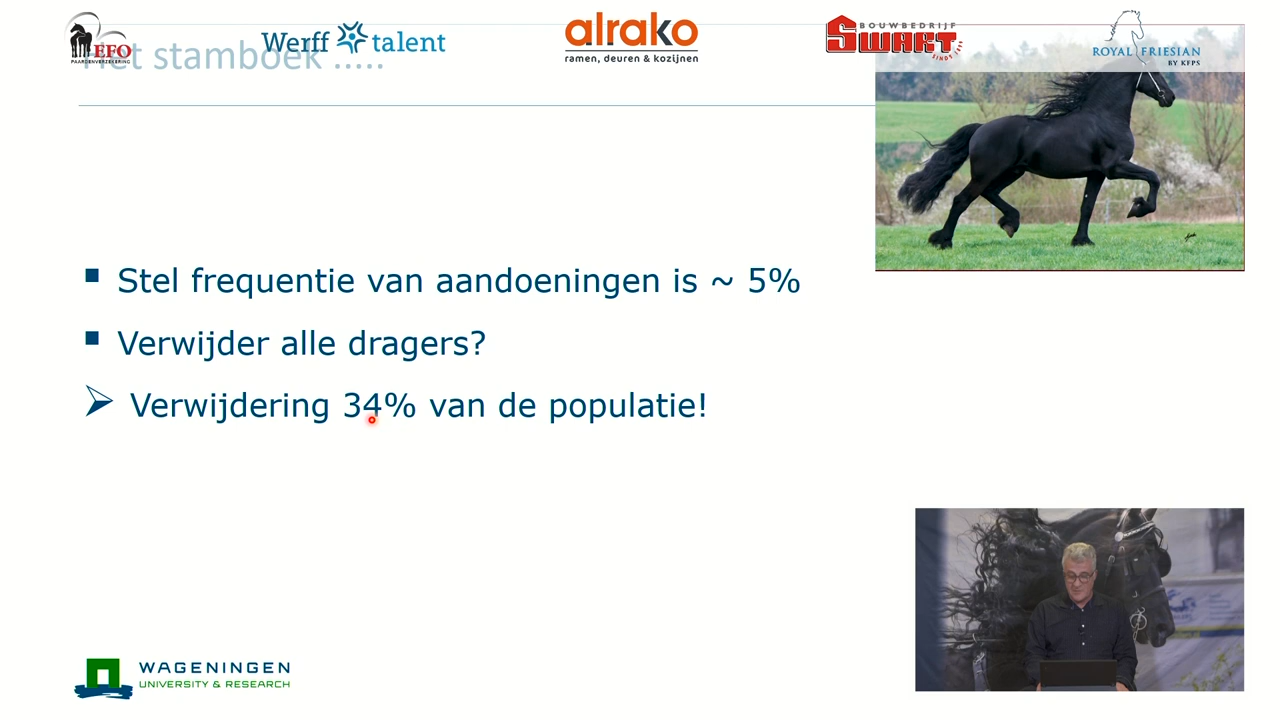 EFO
PAARDENVERZEKERING
Werff talent
alrako
ramen, deuren & kozijnen
BOUWBEDRIJF
SWART
SINDS
ROYAL FRIESIAN
BY KFPS
Het stamboek .....
▪ Stel frequentie van aandoeningen is ~ 5%
▪ Verwijder alle dragers?
➢ Verwijdering 34% van de populatie!
WAGENINGEN
UNIVERSITY & RESEARCH